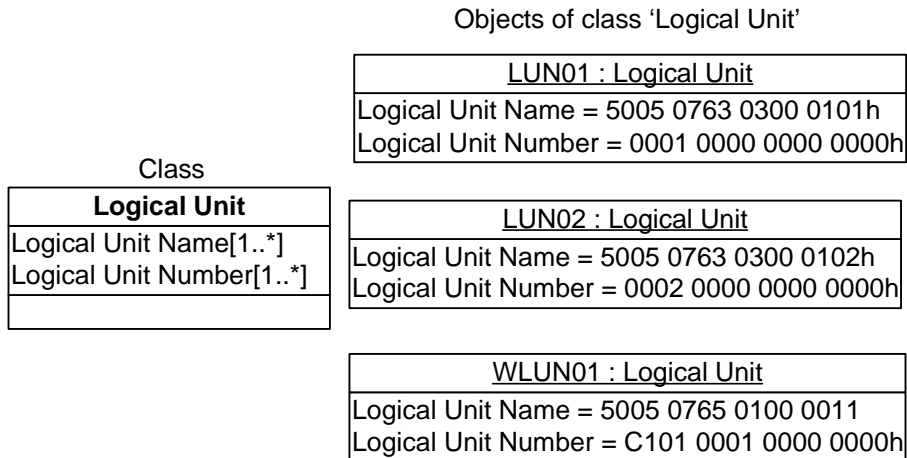 Objects of class ‘Logical Unit’
LUN01 : Logical Unit
Logical Unit Name = 5005 0763 0300 0101h
Logical Unit Number = 0001 0000 0000 0000h
Class
Logical Unit
Logical Unit Name[1..*]
Logical Unit Number[1..*]
LUN02 : Logical Unit
Logical Unit Name = 5005 0763 0300 0102h
Logical Unit Number = 0002 0000 0000 0000h
WLUN01 : Logical Unit
Logical Unit Name = 5005 0765 0100 0011
Logical Unit Number = C101 0001 0000 0000h